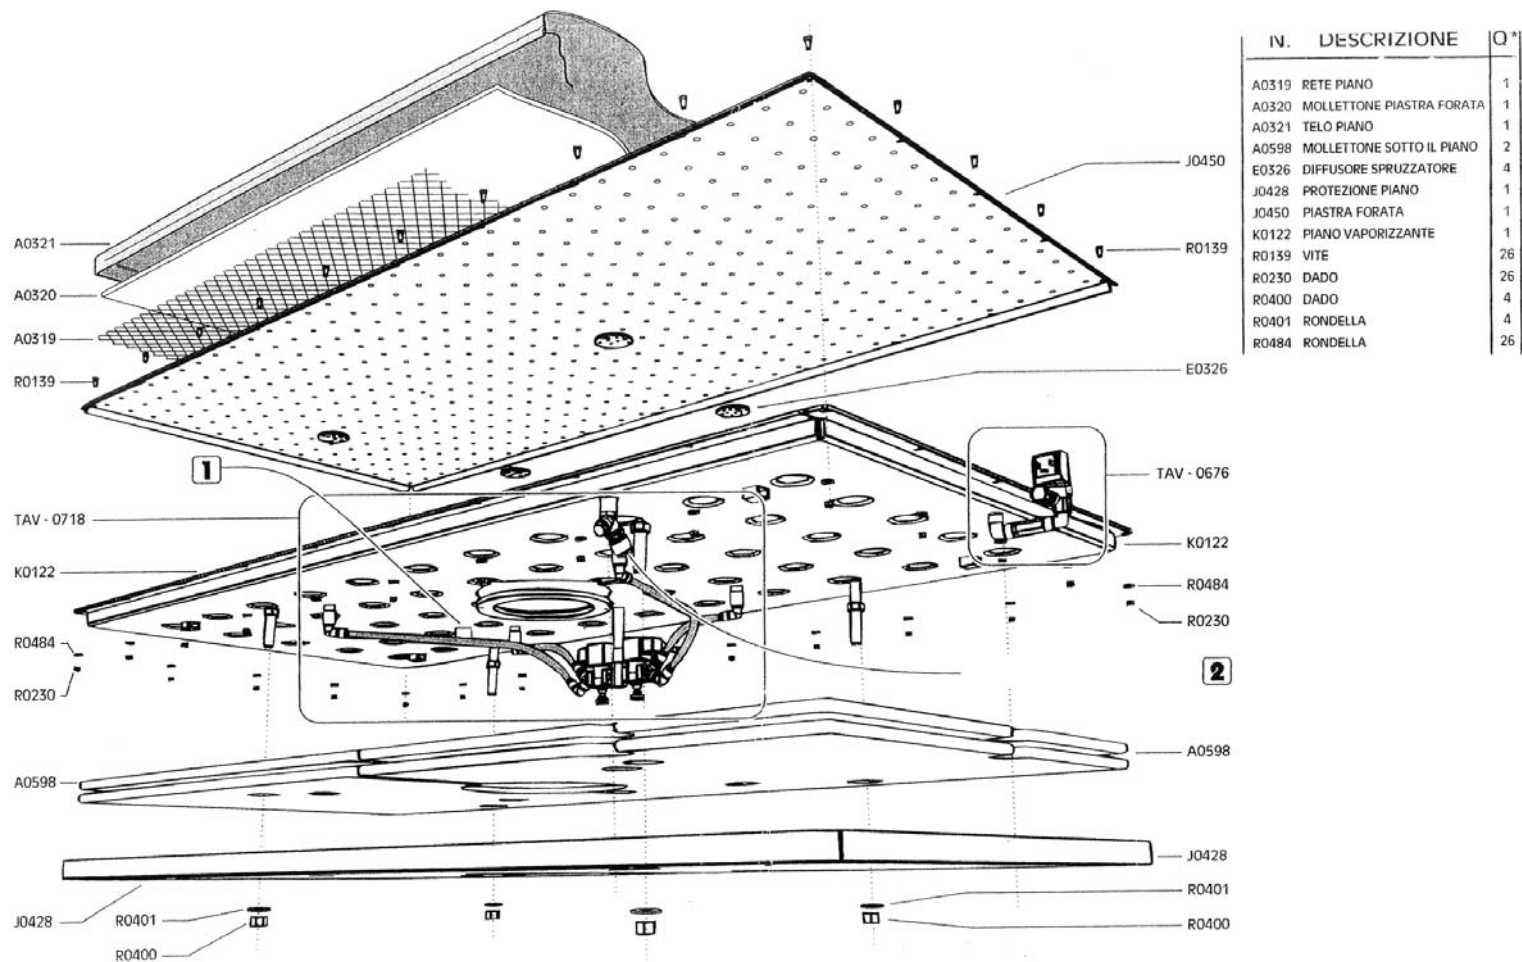 N. DESCRIZIONE Q*
A0319 RETE PIANO 1
A0320 MOLLETTONE PIASTRA FORATA 1
A0321 TELO PIANO 1
A0598 MOLLETTONE SOTTO IL PIANO 2
E0326 DIFFUSORE SPRUZZATORE 4
J0428 PROTEZIONE PIANO 1
J0450 PIASTRA FORATA 1
K0122 PIANO VAPORIZZANTE 1
R0139 VITE 26
R0230 DADO 26
R0400 DADO 4
R0401 RONDELLA 4
R0484 RONDELLA 26
A0321
A0320
A0319
R0139
1
TAV - 0718
K0122
R0484
R0230
A0598
J0428
R0401
R0400
J0450
R0139
E0326
TAV - 0676
K0122
R0484
R0230
2
A0598
J0428
R0401
R0400